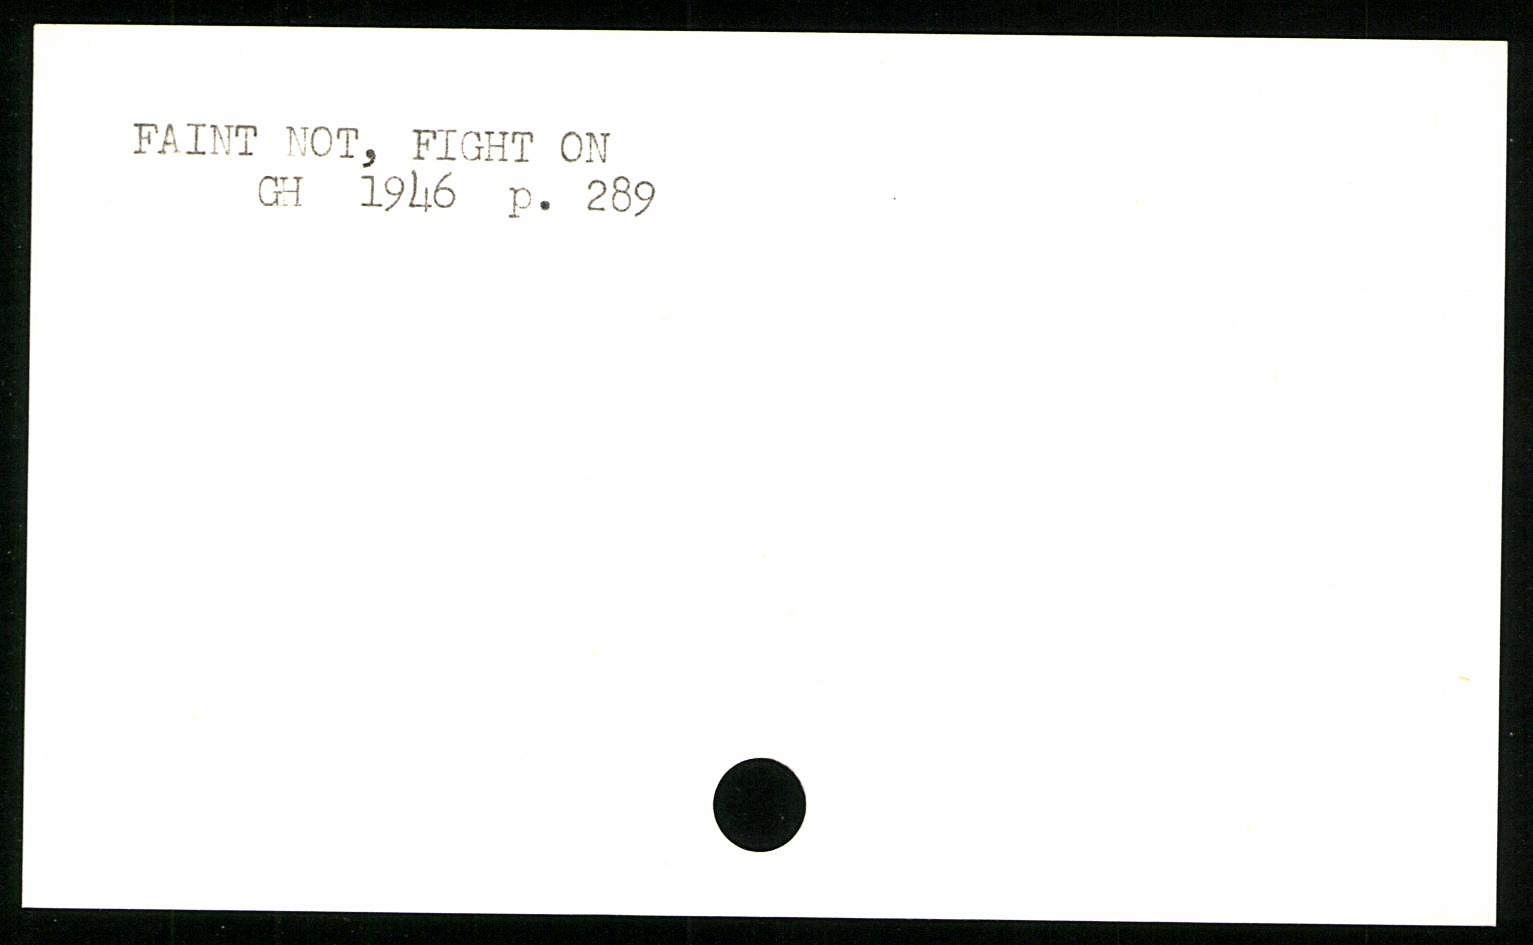 FAINT NOT, FIGHT ON
GH 1946 p. 289